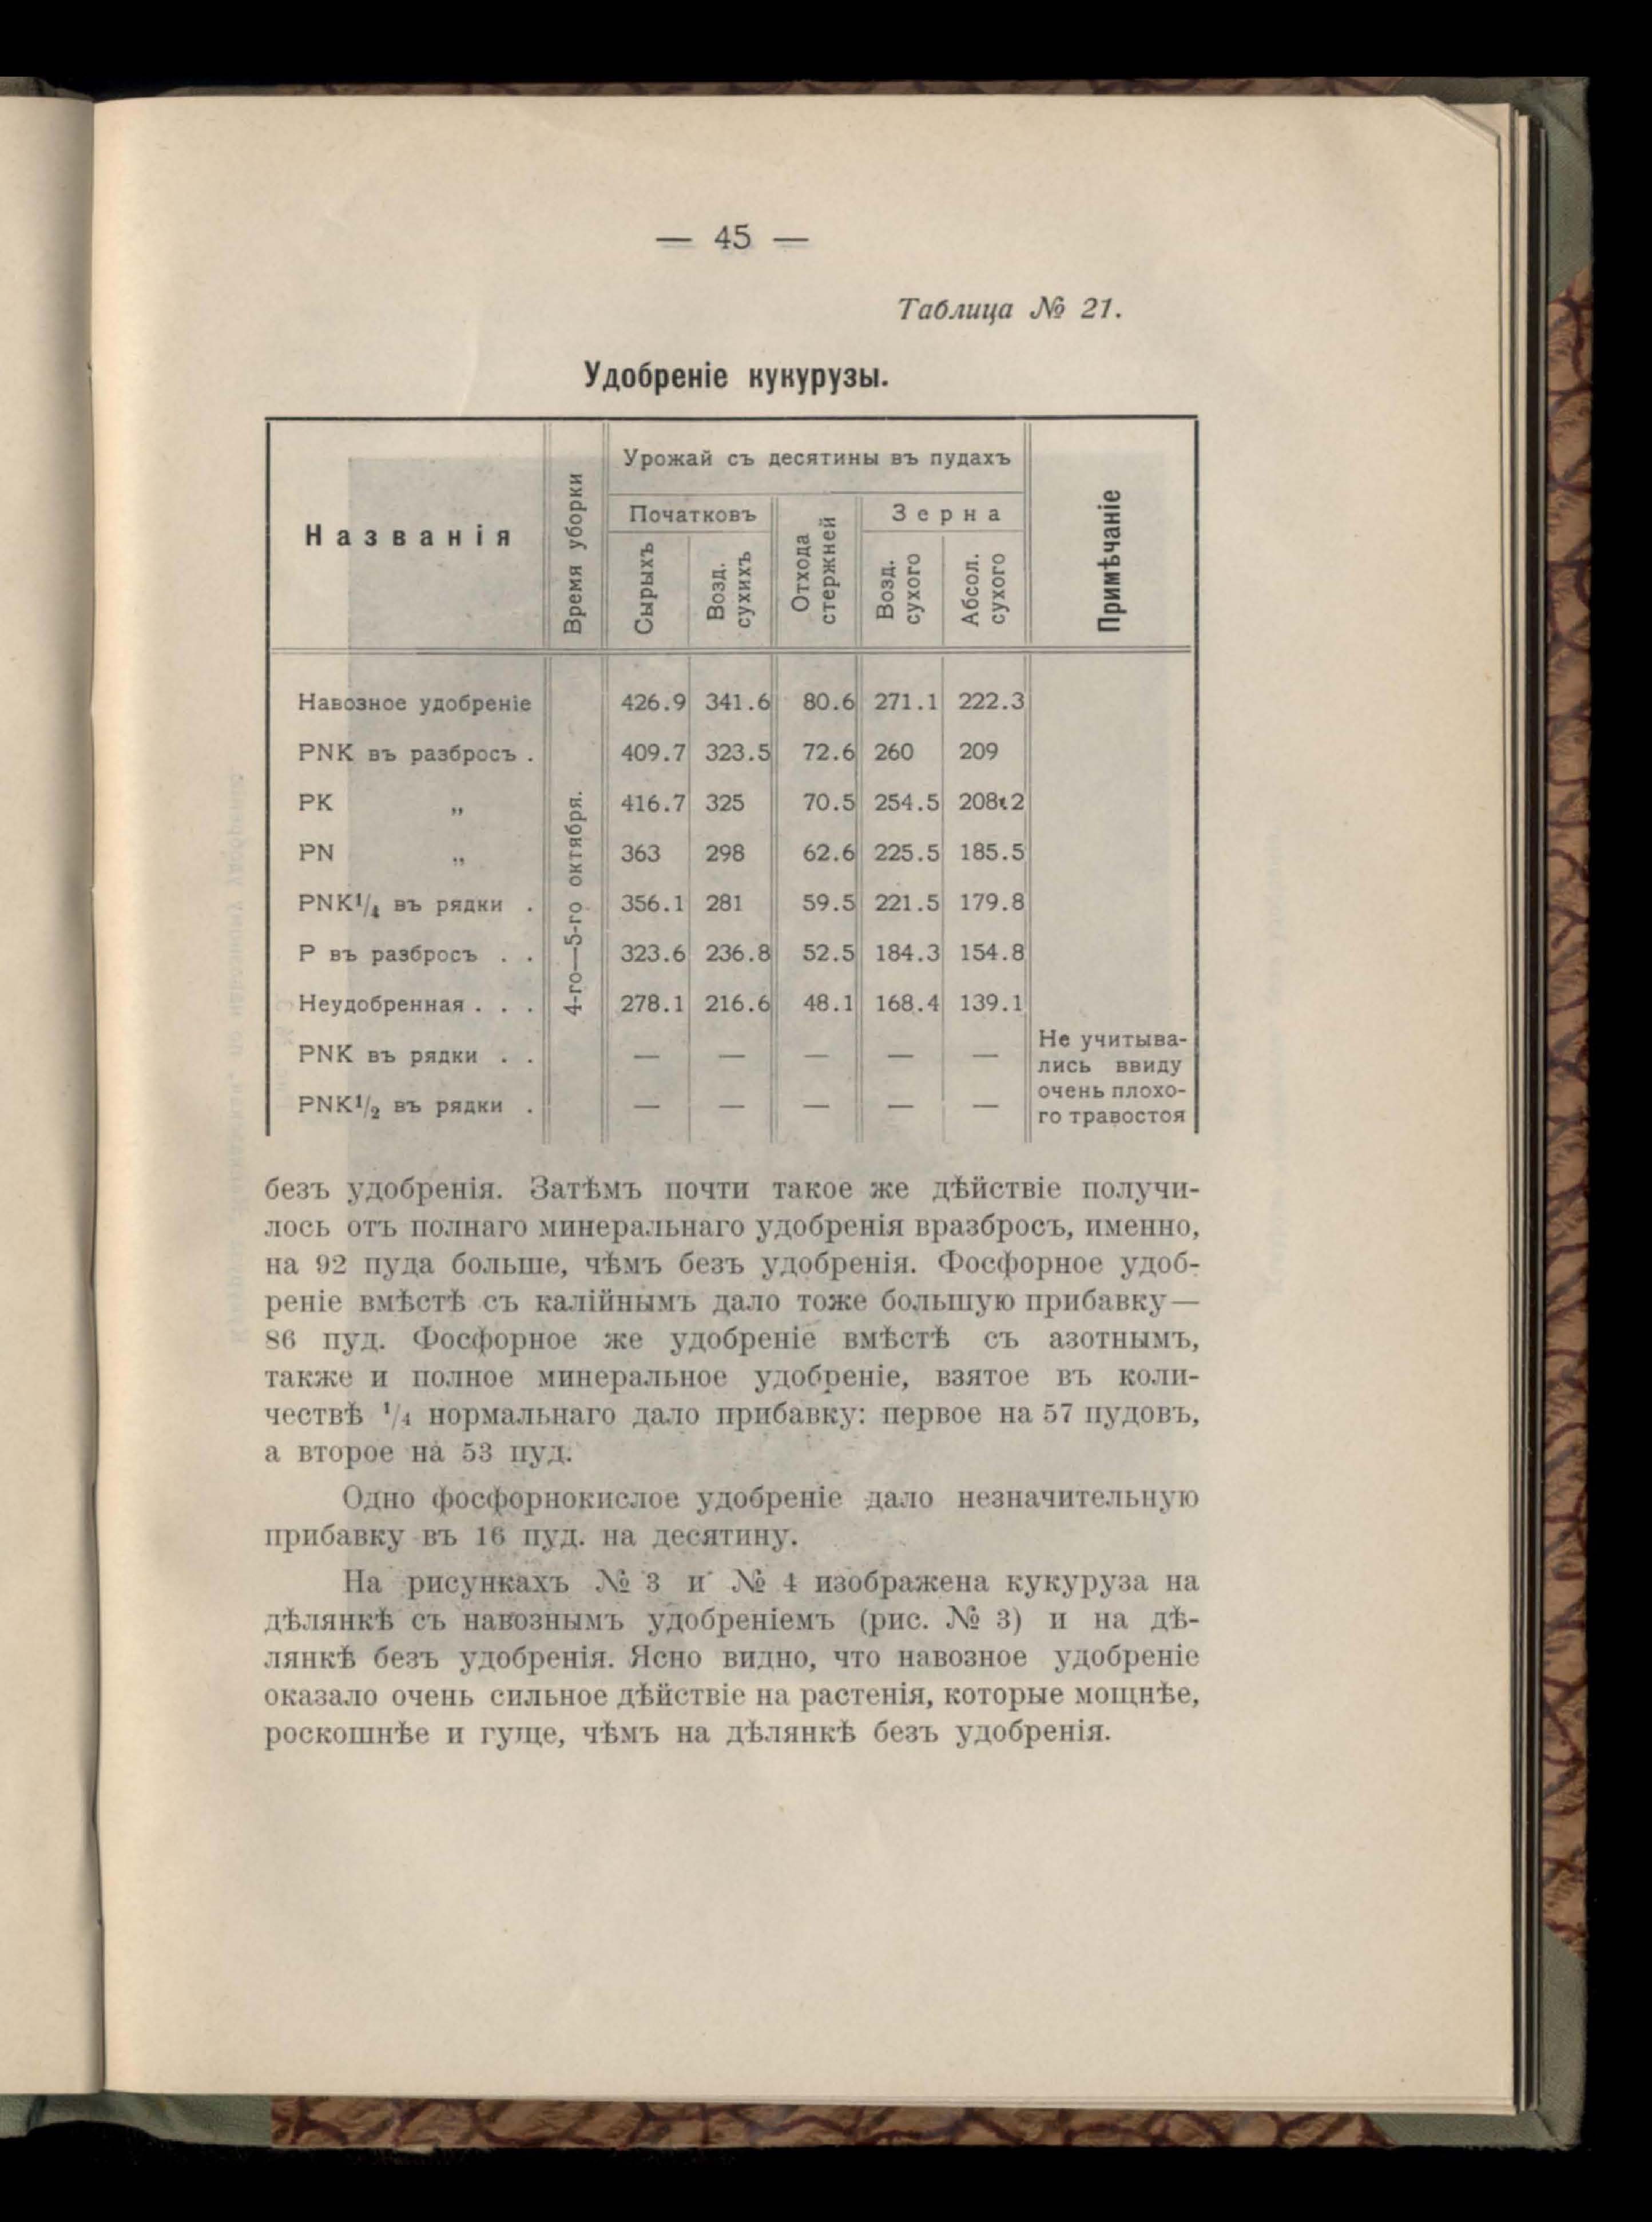 — 45 —
Таблица № 21.
Удобреніе кукурузы.
Названія
Время уборки
Урожай съ десятины въ пудахъ
Початковъ
Сырыхъ
Возд. сухихъ
Отхода стержней
Зерна
Возд. сухого
Абсол. сухого
Примѣчаніе
4-го—5-го октября.
Навозное удобреніе 426.9 341.6 80.6 271.1 222.3
PNK въ разбросъ . 409.7 323.5 72.6 260 209
PK „ 416.7 325 70.5 254.5 208.2
PN „ 363 298 62.6 225.5 185.5
PNK¹/₄ въ рядки . 356.1 281 59.5 221.5 179.8
P въ разбросъ . . 323.6 236.8 52.5 184.3 154.8
Неудобренная . . . 278.1 216.6 48.1 168.4 139.1
PNK въ рядки . . — — — — —
PNK¹/₂ въ рядки . — — — — —
Не учитыва-
лись ввиду
очень плохо-
го травостоя
безъ удобренія. Затѣмъ почти такое же дѣйствіе получи-
лось отъ полнаго минеральнаго удобренія вразбросъ, именно,
на 92 пуда больше, чѣмъ безъ удобренія. Фосфорное удоб-
реніе вмѣстѣ съ калійнымъ дало тоже большую прибавку—
86 пуд. Фосфорное же удобреніе вмѣстѣ съ азотнымъ,
также и полное минеральное удобреніе, взятое въ коли-
чествѣ ¹/₄ нормальнаго дало прибавку: первое на 57 пудовъ,
а второе на 53 пуд.
Одно фосфорнокислое удобреніе дало незначительную
прибавку въ 16 пуд. на десятину.
На рисункахъ № 3 и № 4 изображена кукуруза на
дѣлянкѣ съ навознымъ удобреніемъ (рис. № 3) и на дѣ-
лянкѣ безъ удобренія. Ясно видно, что навозное удобреніе
оказало очень сильное дѣйствіе на растенія, которые мощнѣе,
роскошнѣе и гуще, чѣмъ на дѣлянкѣ безъ удобренія.